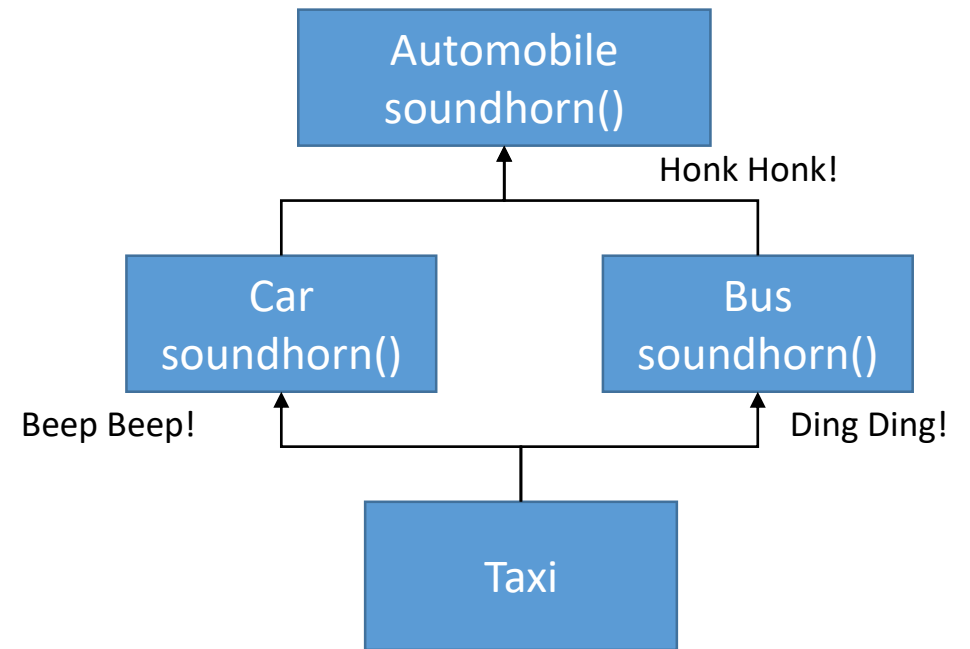 Automobile
soundhorn()
Honk Honk!
Car
soundhorn()
Bus
soundhorn()
Beep Beep!
Ding Ding!
Taxi